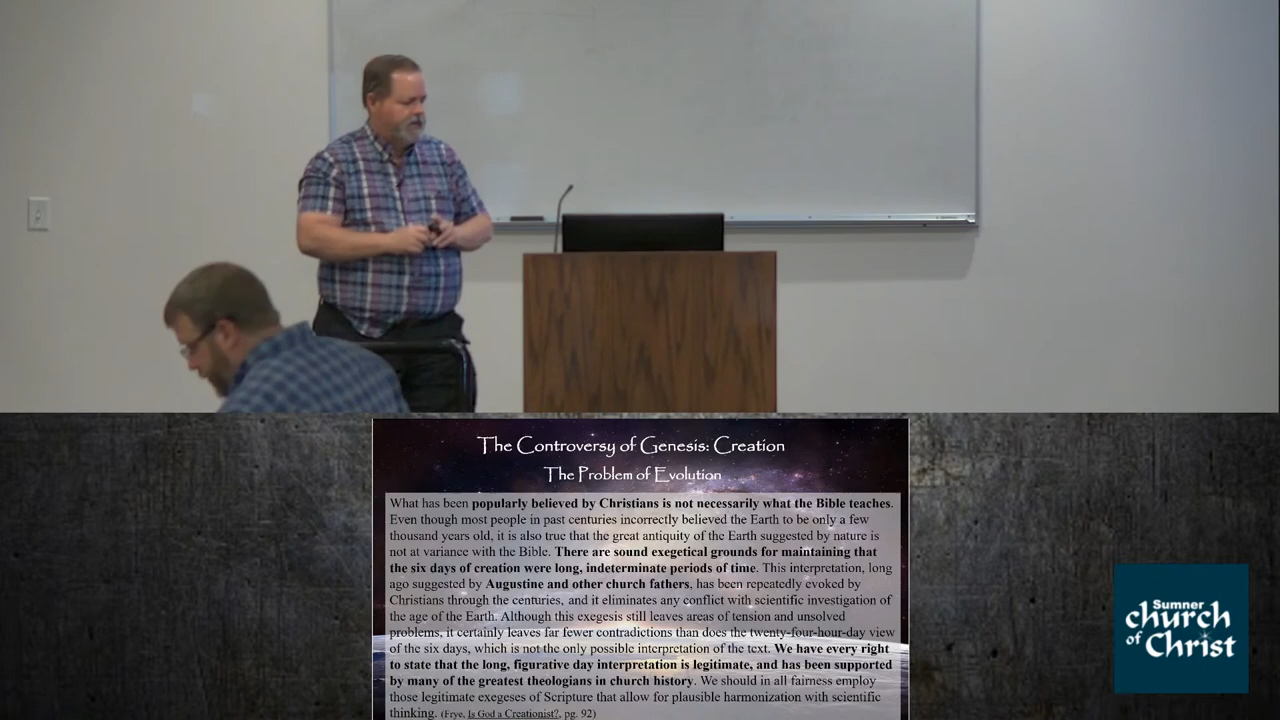 The Controversy of Genesis: Creation
The Problem of Evolution
What has been popularly believed by Christians is not necessarily what the Bible teaches.
Even though most people in past centuries incorrectly believed the Earth to be only a few
thousand years old, it is also true that the great antiquity of the Earth suggested by nature is
not at variance with the Bible. There are sound exegetical grounds for maintaining that
the six days of creation were long, indeterminate periods of time. This interpretation, long
ago suggested by Augustine and other church fathers, has been repeatedly evoked by
Christians through the centuries, and it eliminates any conflict with scientific investigation of
the age of the Earth. Although this exegesis still leaves areas of tension and unsolved
problems, it certainly leaves far fewer contradictions than does the twenty-four-hour-day view
of the six days, which is not the only possible interpretation of the text. We have every right
to state that the long, figurative day interpretation is legitimate, and has been supported
by many of the greatest theologians in church history. We should in all fairness employ
those legitimate exegeses of Scripture that allow for plausible harmonization with scientific
thinking. (Frye, Is God a Creationist?, pg. 92)
Sumner
church
of Christ